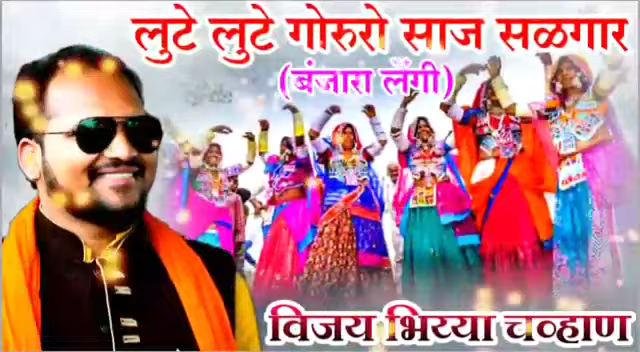 लुटे लुटे गोरुरो साज सळगार
(बंजारा लेंगी)
विजय भिय्या चव्हाण